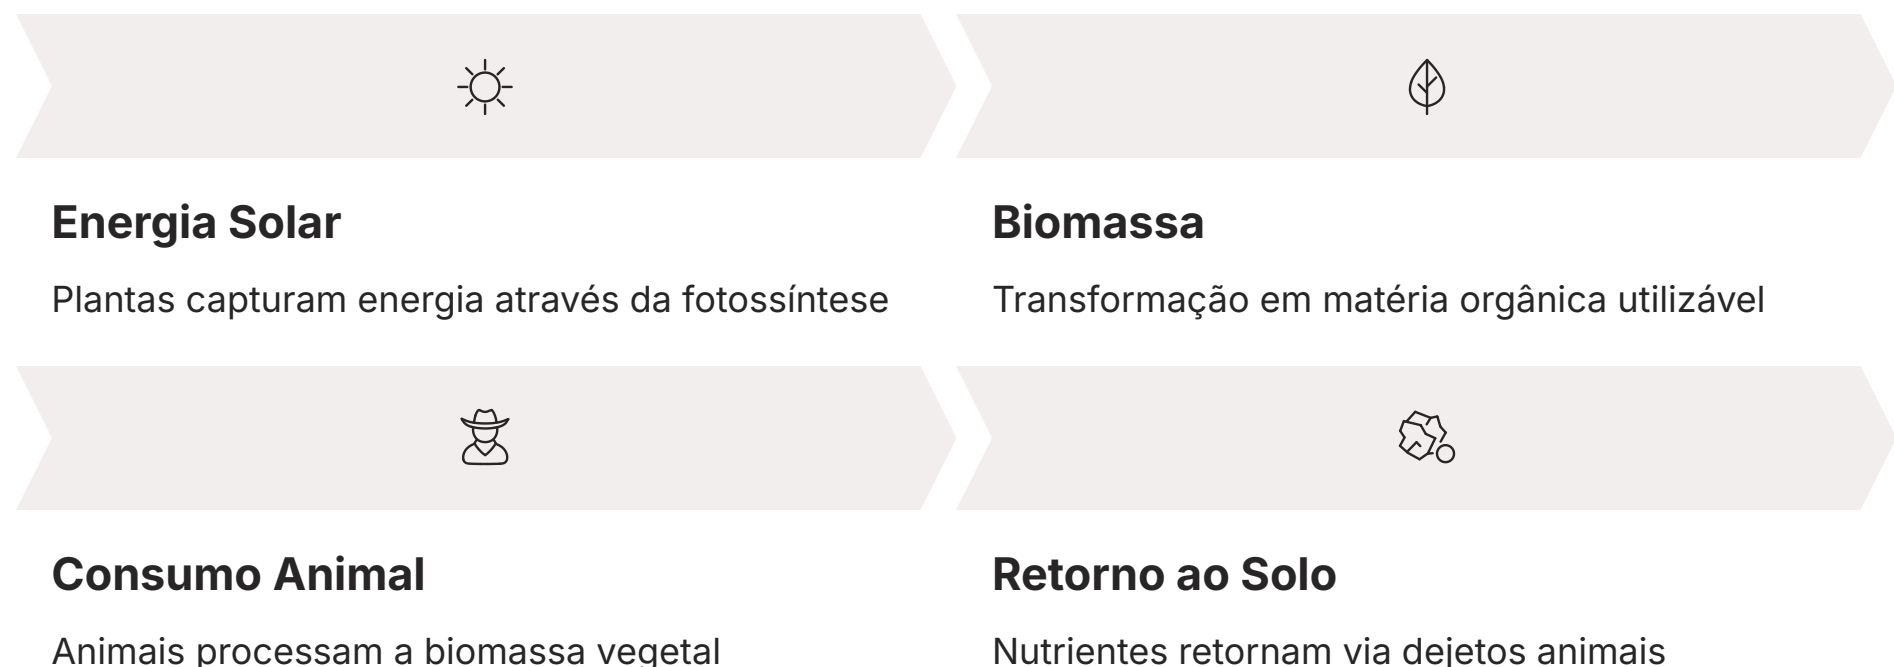 Energia Solar
Biomassa
Plantas capturam energia através da fotossíntese
Transformação em matéria orgânica utilizável
Consumo Animal
Retorno ao Solo
Animais processam a biomassa vegetal
Nutrientes retornam via dejetos animais